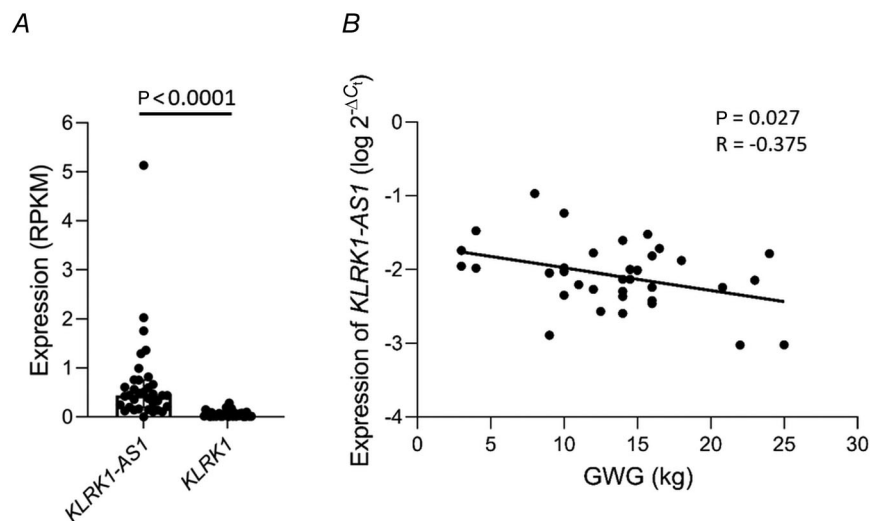 A
P<0.0001
Expression (RPKM)
6
5
4
3
2
1
0
KLRK1-AS1
KLRK1
B
P = 0.027
R = -0.375
Expression of KLRK1-AS1 (log 2^-ΔCt)
0
-1
-2
-3
-4
0 5 10 15 20 25 30
GWG (kg)